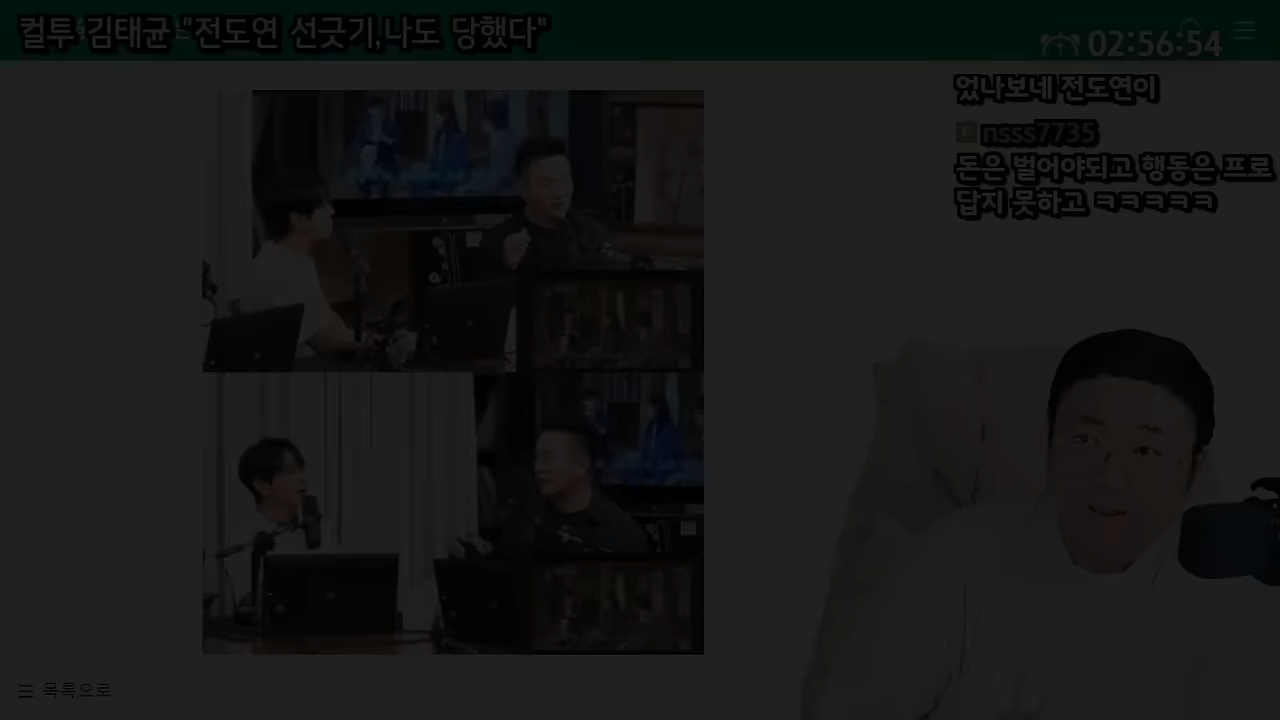 컬투 김태균 "전도연 선긋기,나도 당했다"
02:56:54
었나보네 전도연이
nsss7735
돈은 벌어야되고 행동은 프로
답지 못하고 ㅋㅋㅋㅋㅋ
목록으로